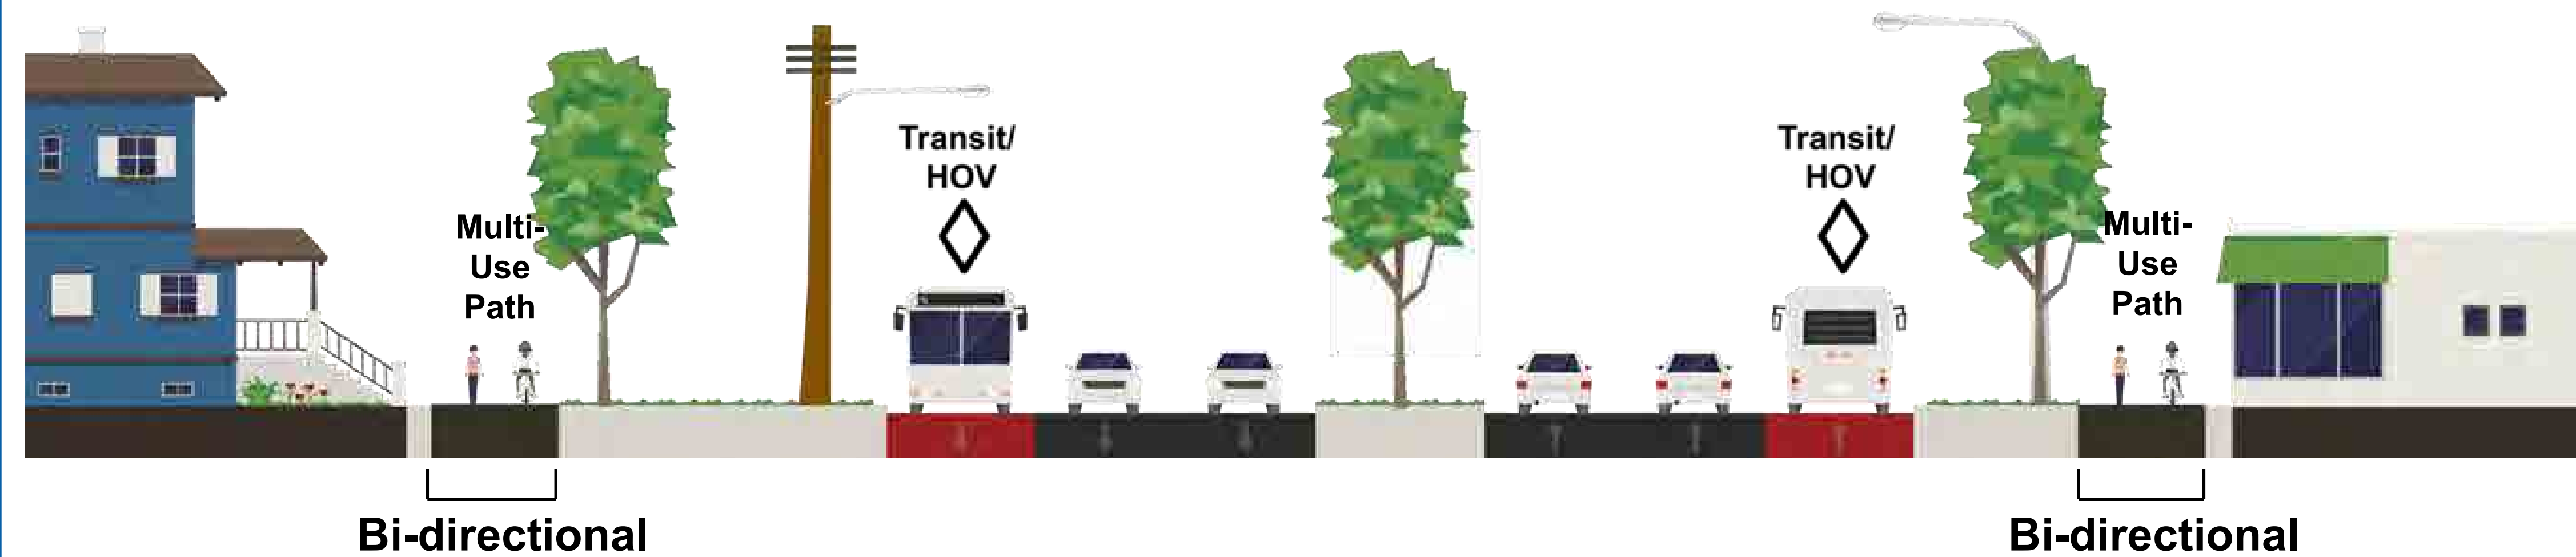 Multi-
Use
Path
Transit/
HOV
Transit/
HOV
Multi-
Use
Path
Bi-directional
Bi-directional